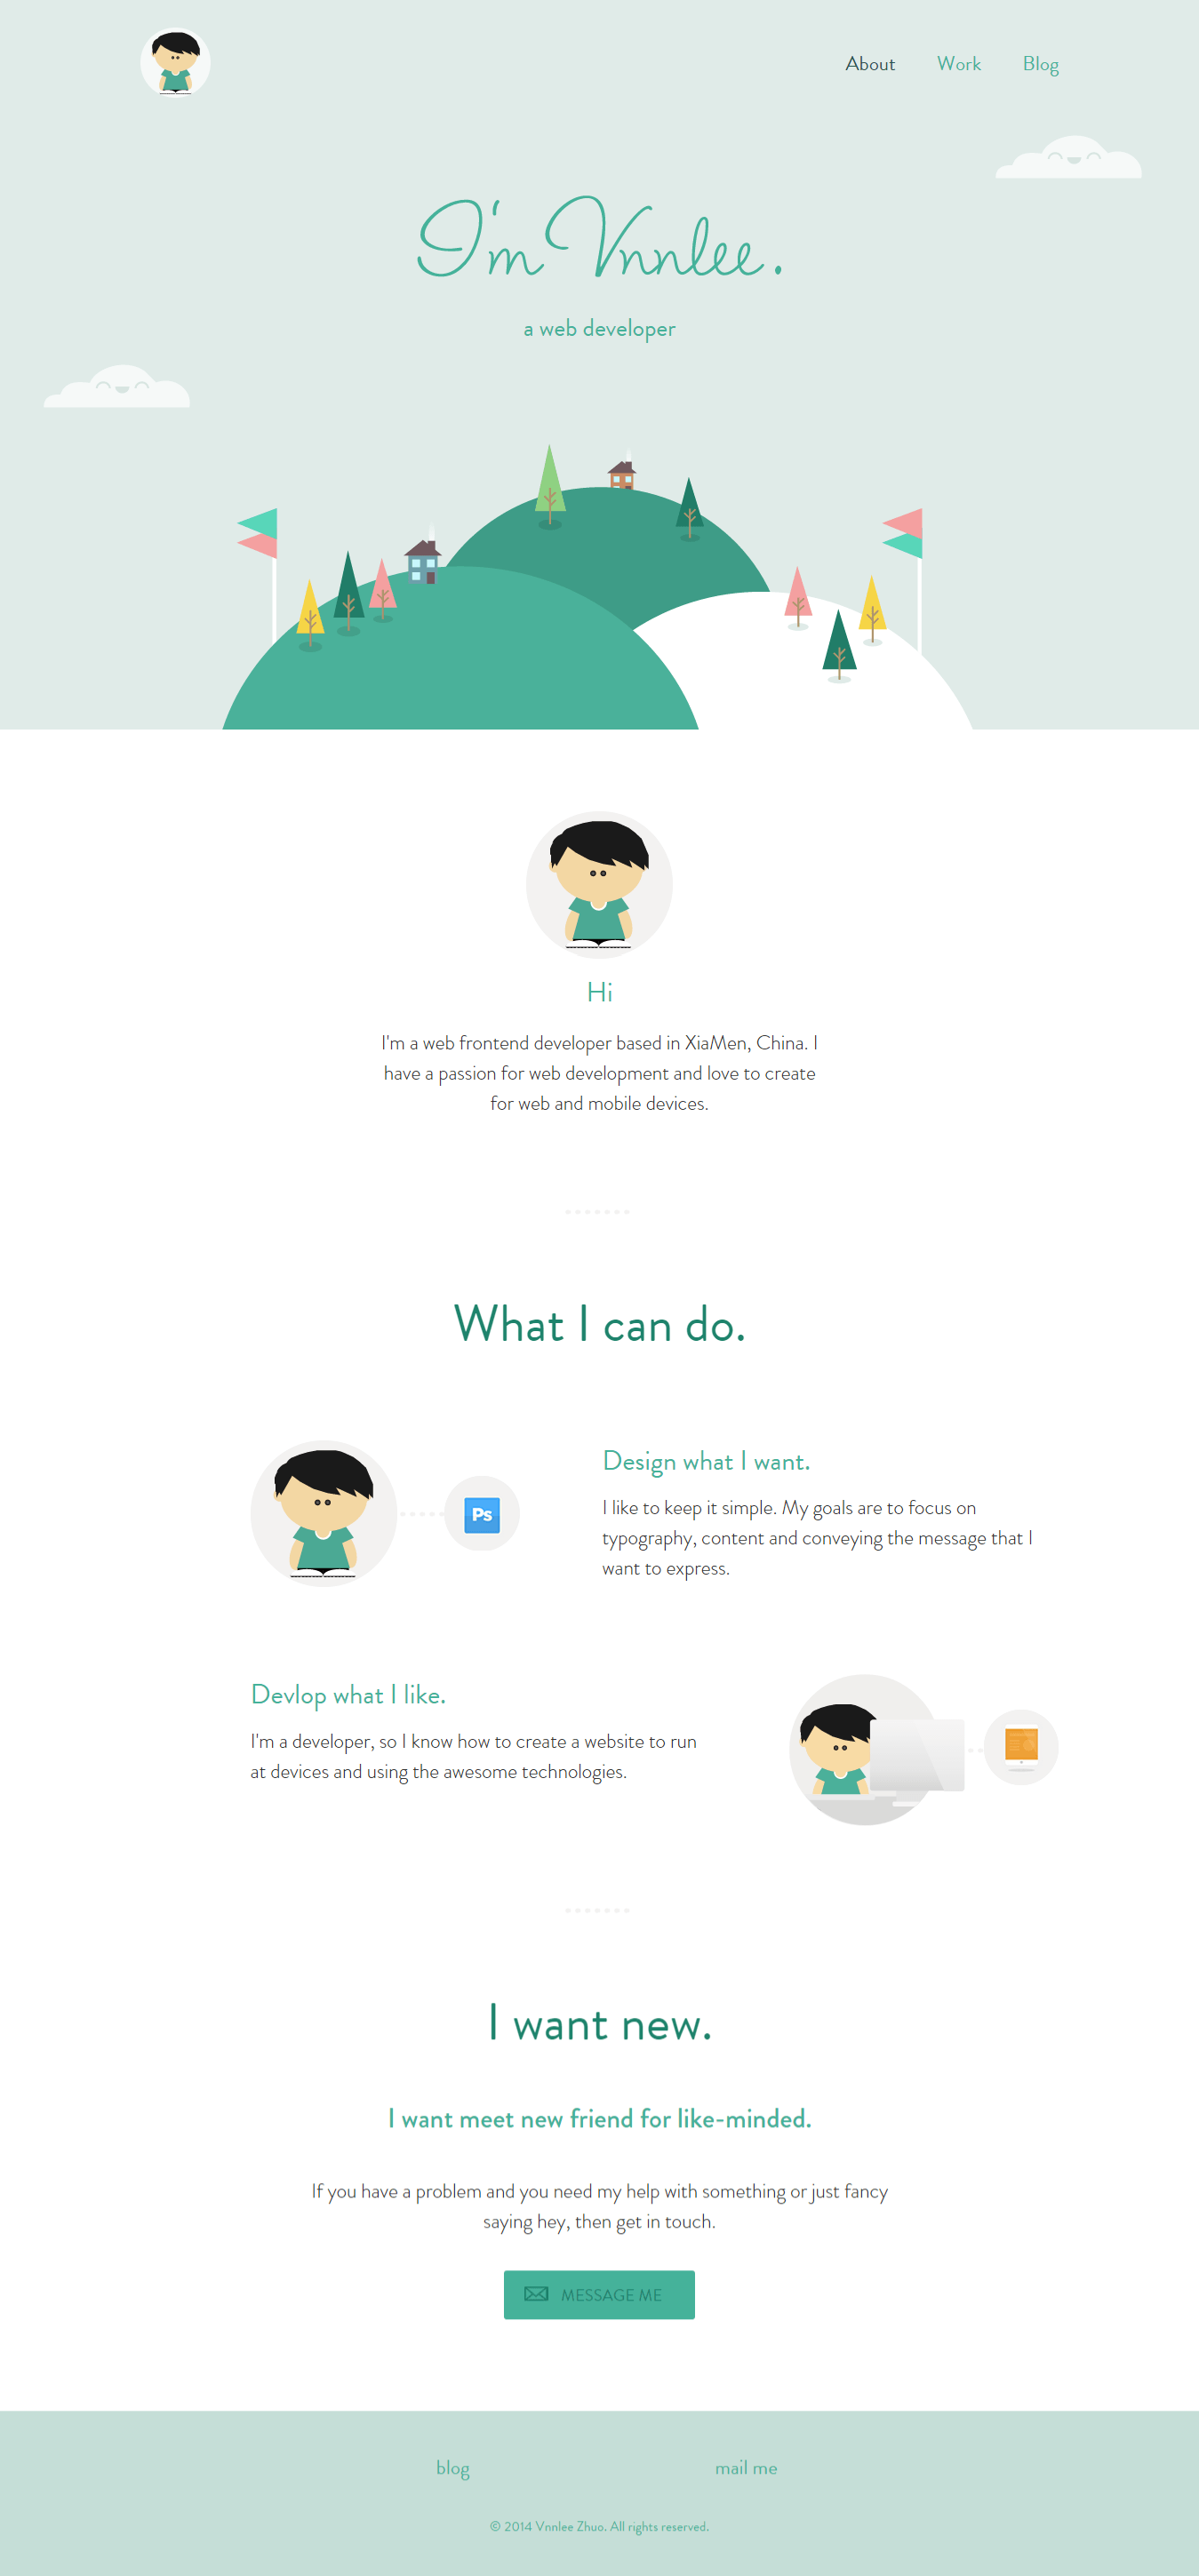 About Work Blog
I'm Vnnlee.
a web developer
Hi
I'm a web frontend developer based in XiaMen, China. I
have a passion for web development and love to create
for web and mobile devices.
What I can do.
Ps
Design what I want.
I like to keep it simple. My goals are to focus on
typography, content and conveying the message that I
want to express.
Devlop what I like.
I'm a developer, so I know how to create a website to run
at devices and using the awesome technologies.
I want new.
I want meet new friend for like-minded.
If you have a problem and you need my help with something or just fancy
saying hey, then get in touch.
MESSAGE ME
blog mail me
© 2014 Vnnlee Zhuo. All rights reserved.